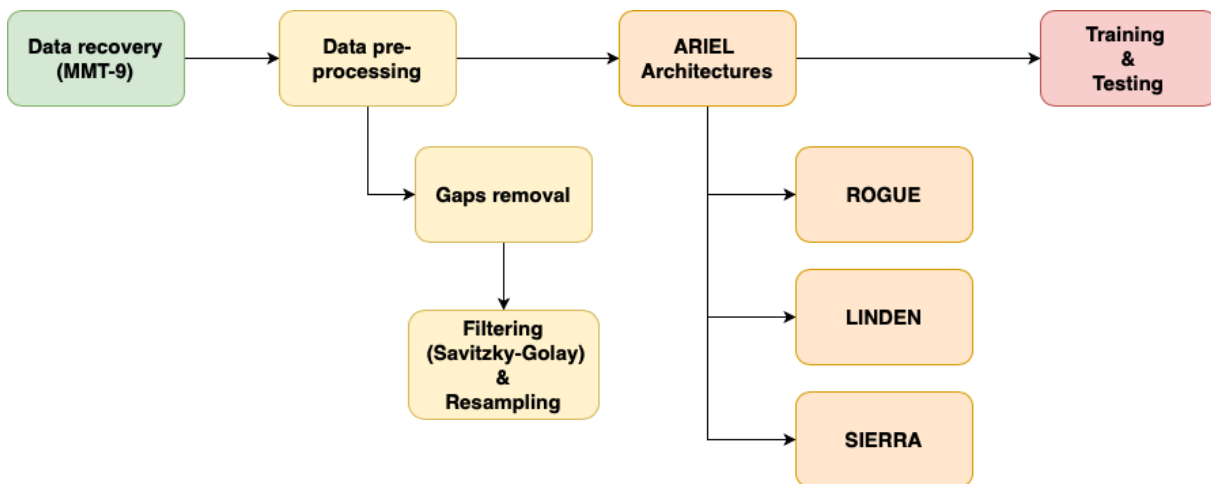 Data recovery
(MMT-9)
Data pre-
processing
ARIEL
Architectures
Training
&
Testing
Gaps removal
Filtering
(Savitzky-Golay)
&
Resampling
ROGUE
LINDEN
SIERRA